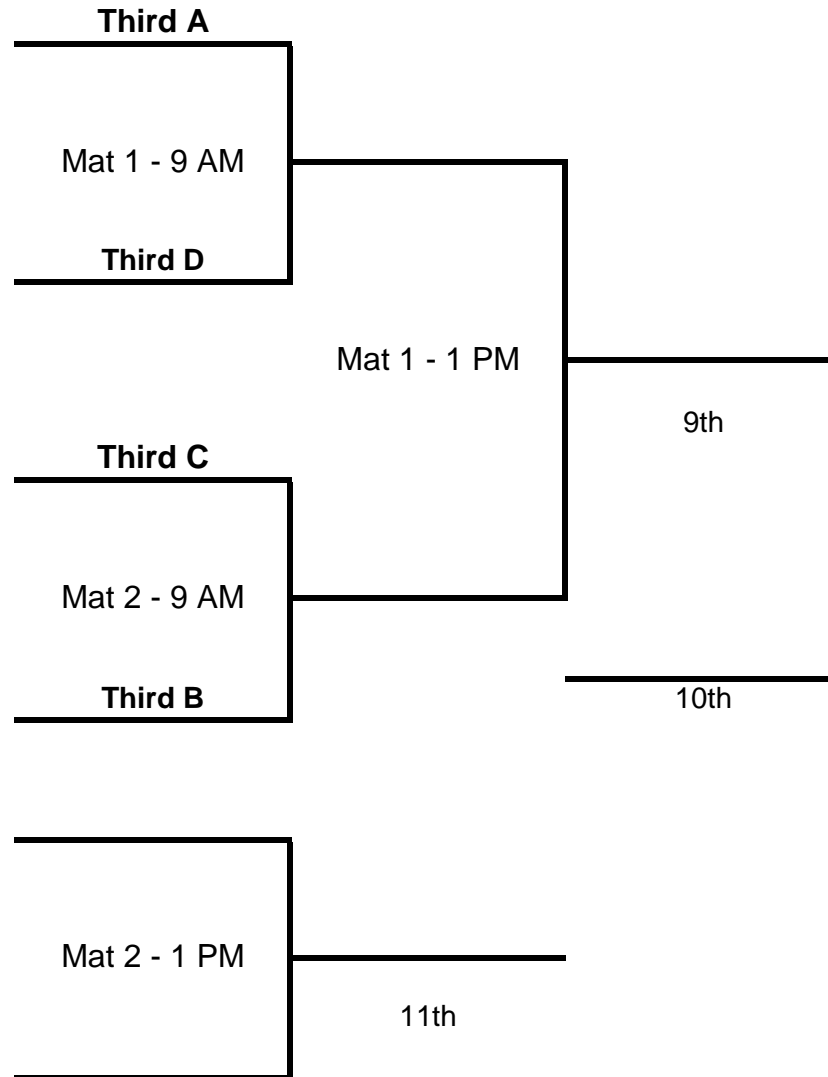 Third A
Mat 1 - 9 AM
Third D
Mat 1 - 1 PM
9th
Third C
Mat 2 - 9 AM
Third B
10th
Mat 2 - 1 PM
11th